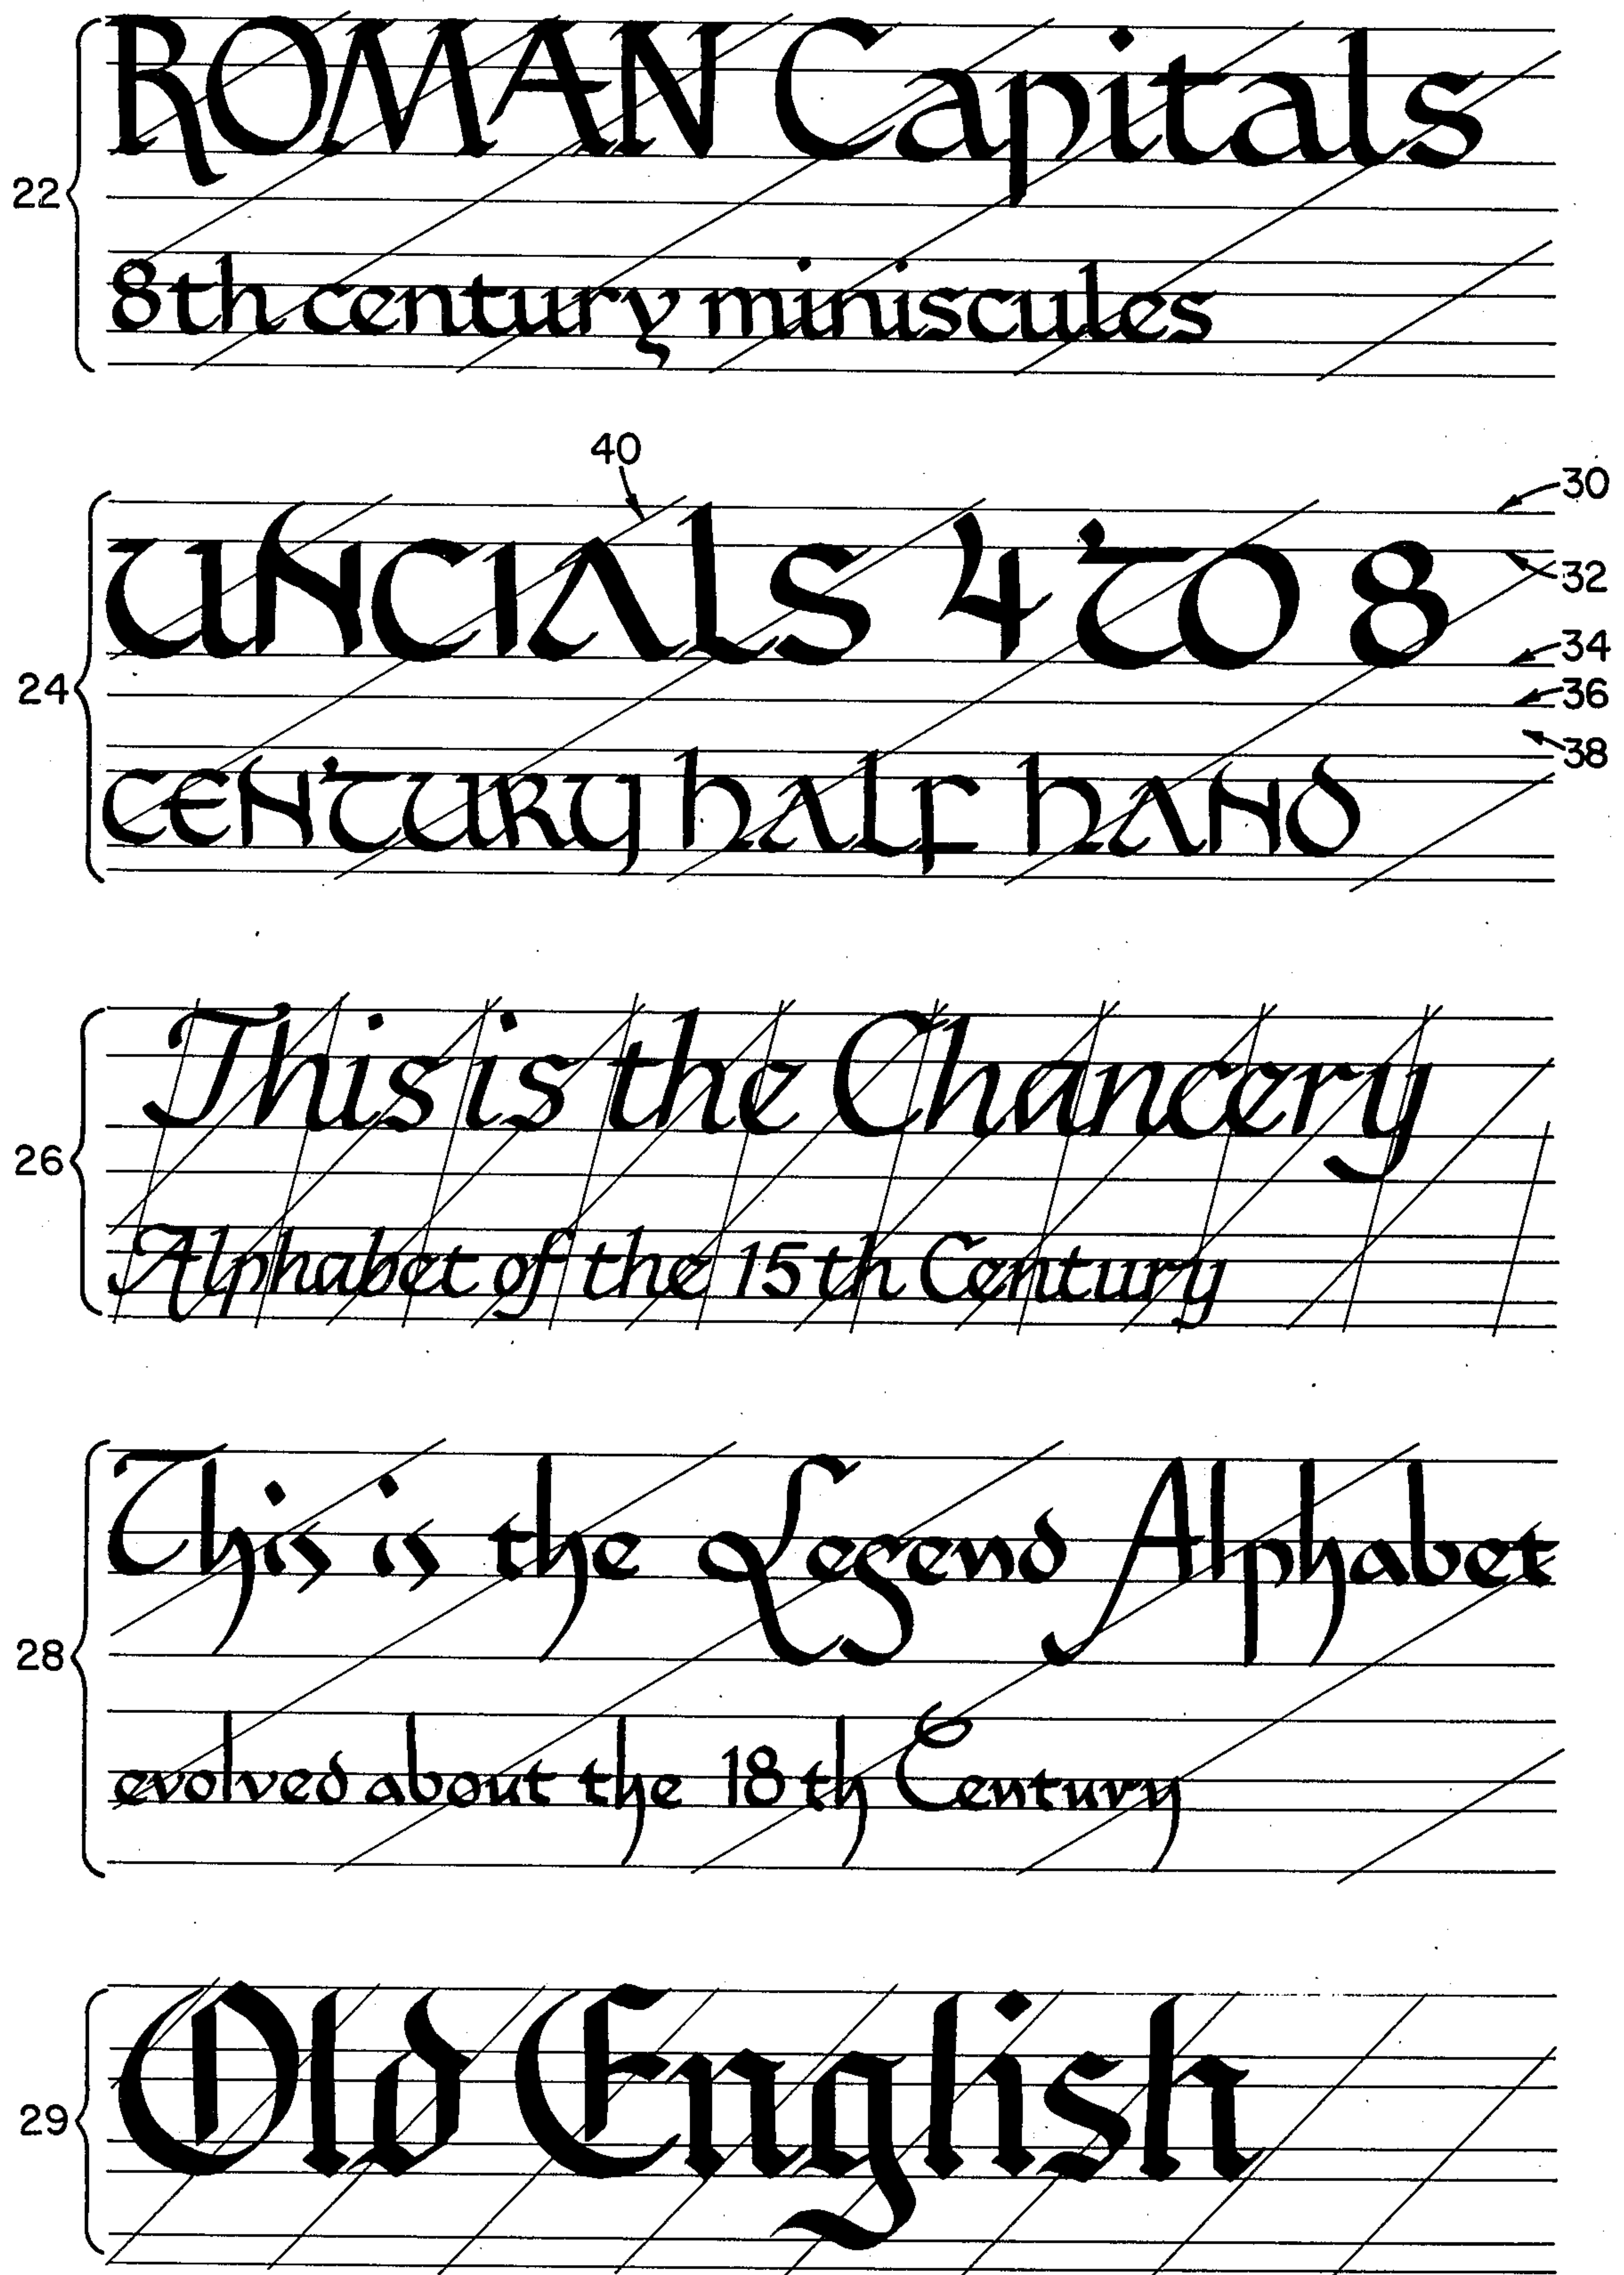 ROMAN Capitals
22
8th century miniscules
40
30
UNCIALS 4 TO 8
32
34
24
36
38
CENTURY hALF hAND
This is the Chancery
26
Alphabet of the 15th Century
This is the Legend Alphabet
28
evolved about the 18th Century
Old English
29